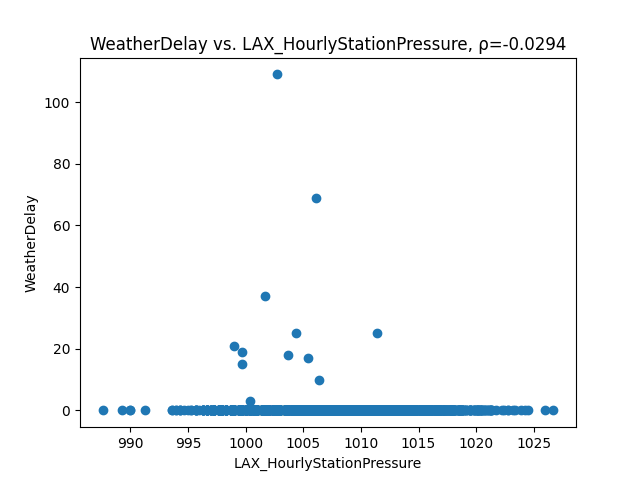 WeatherDelay vs. LAX_HourlyStationPressure, ρ=-0.0294
100
80
60
40
20
0
WeatherDelay
990 995 1000 1005 1010 1015 1020 1025
LAX_HourlyStationPressure